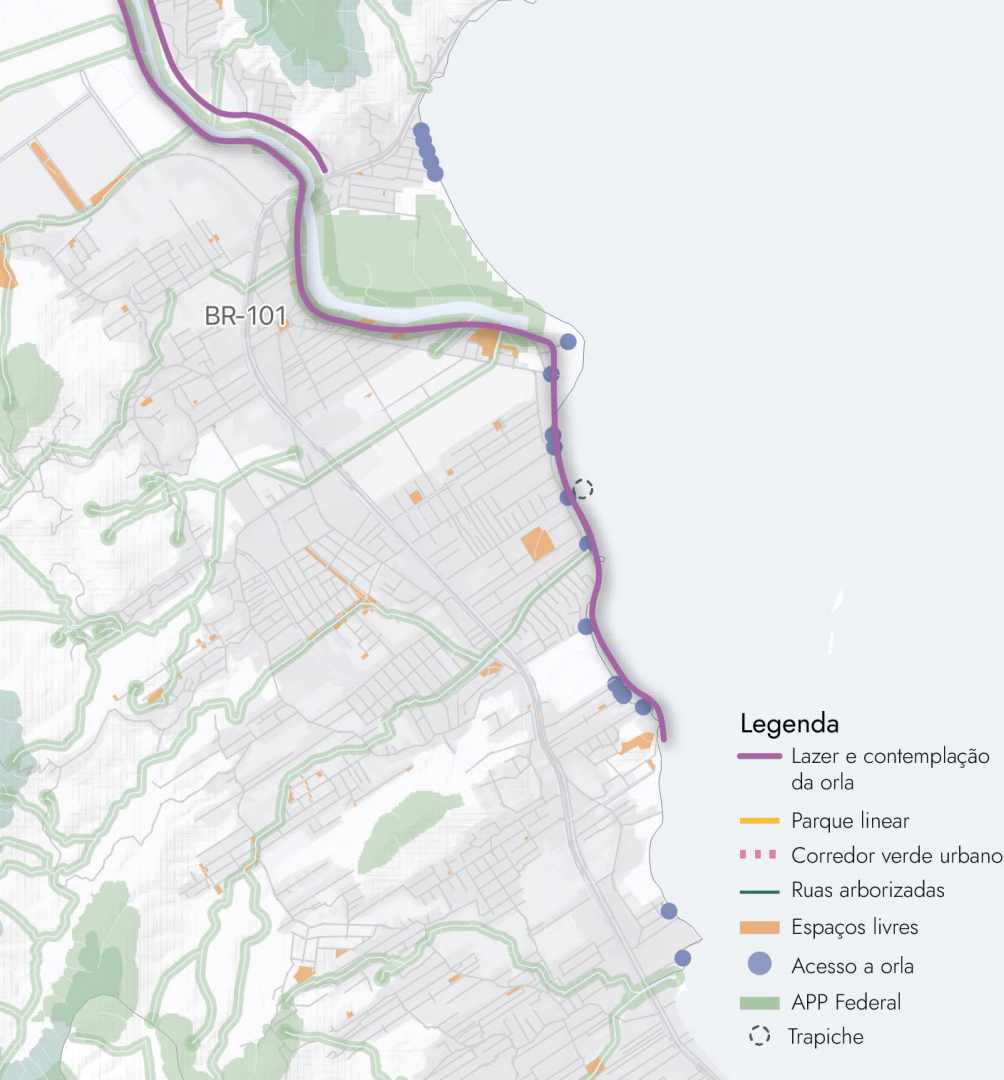 BR-101
Legenda
Lazer e contemplação
da orla
Parque linear
Corredor verde urbano
Ruas arborizadas
Espaços livres
Acesso a orla
APP Federal
Trapiche